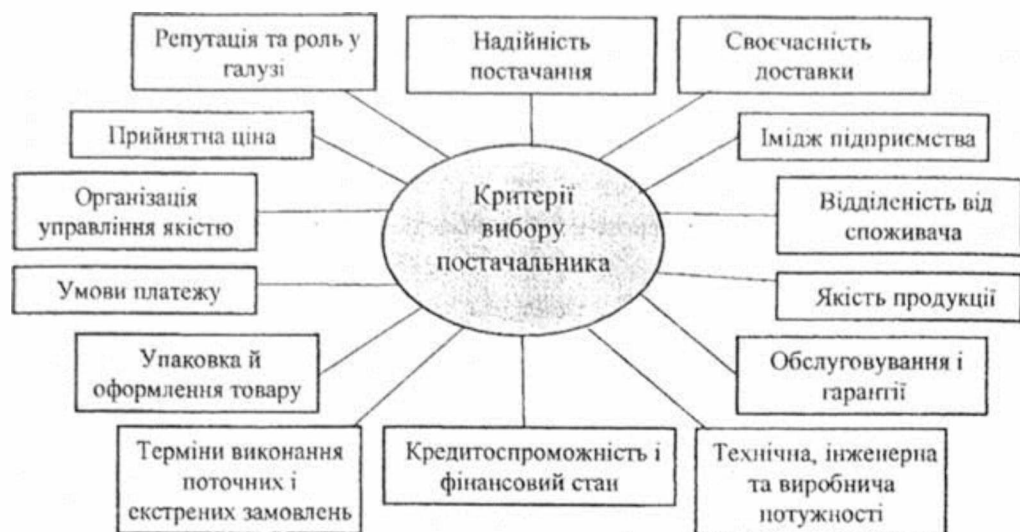 Репутація та роль у
галузі
Надійність
постачання
Своєчасність
доставки
Прийнятна ціна
Імідж підприємства
Критерії
вибору
постачальника
Організація
управління якістю
Відділеність від
споживача
Умови платежу
Якість продукції
Упаковка й
оформлення товару
Обслуговування і
гарантії
Терміни виконання
поточних і
екстрених замовлень
Кредитоспроможність і
фінансовий стан
Технічна, інженерна
та виробнича
потужності